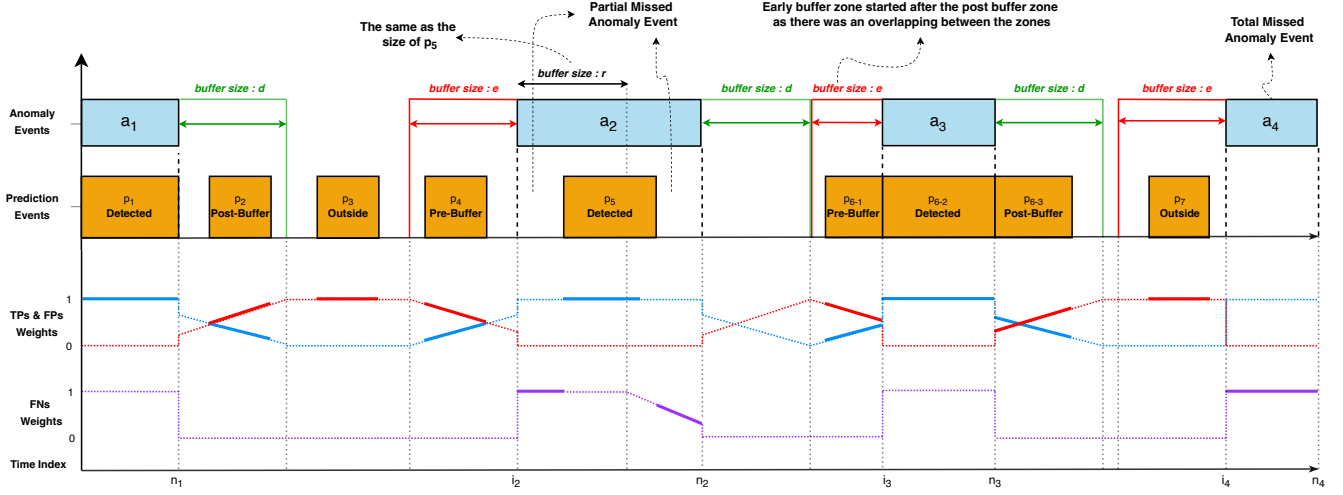 Partial Missed
Anomaly Event
Early buffer zone started after the post buffer zone
as there was an overlapping between the zones
Total Missed
Anomaly Event
The same as the
size of p5
buffer size : r
buffer size : d
buffer size : e
buffer size : d
buffer size : e
buffer size : d
buffer size : e
Anomaly
Events
a1
a2
a3
a4
Prediction
Events
p1
Detected
p2
Post-Buffer
p3
Outside
p4
Pre-Buffer
p5
Detected
p6-1
Pre-Buffer
p6-2
Detected
p6-3
Post-Buffer
p7
Outside
1
TPs & FPs
Weights
0
1
FNs
Weights
0
Time Index
n1
i2
n2
i3
n3
i4
n4